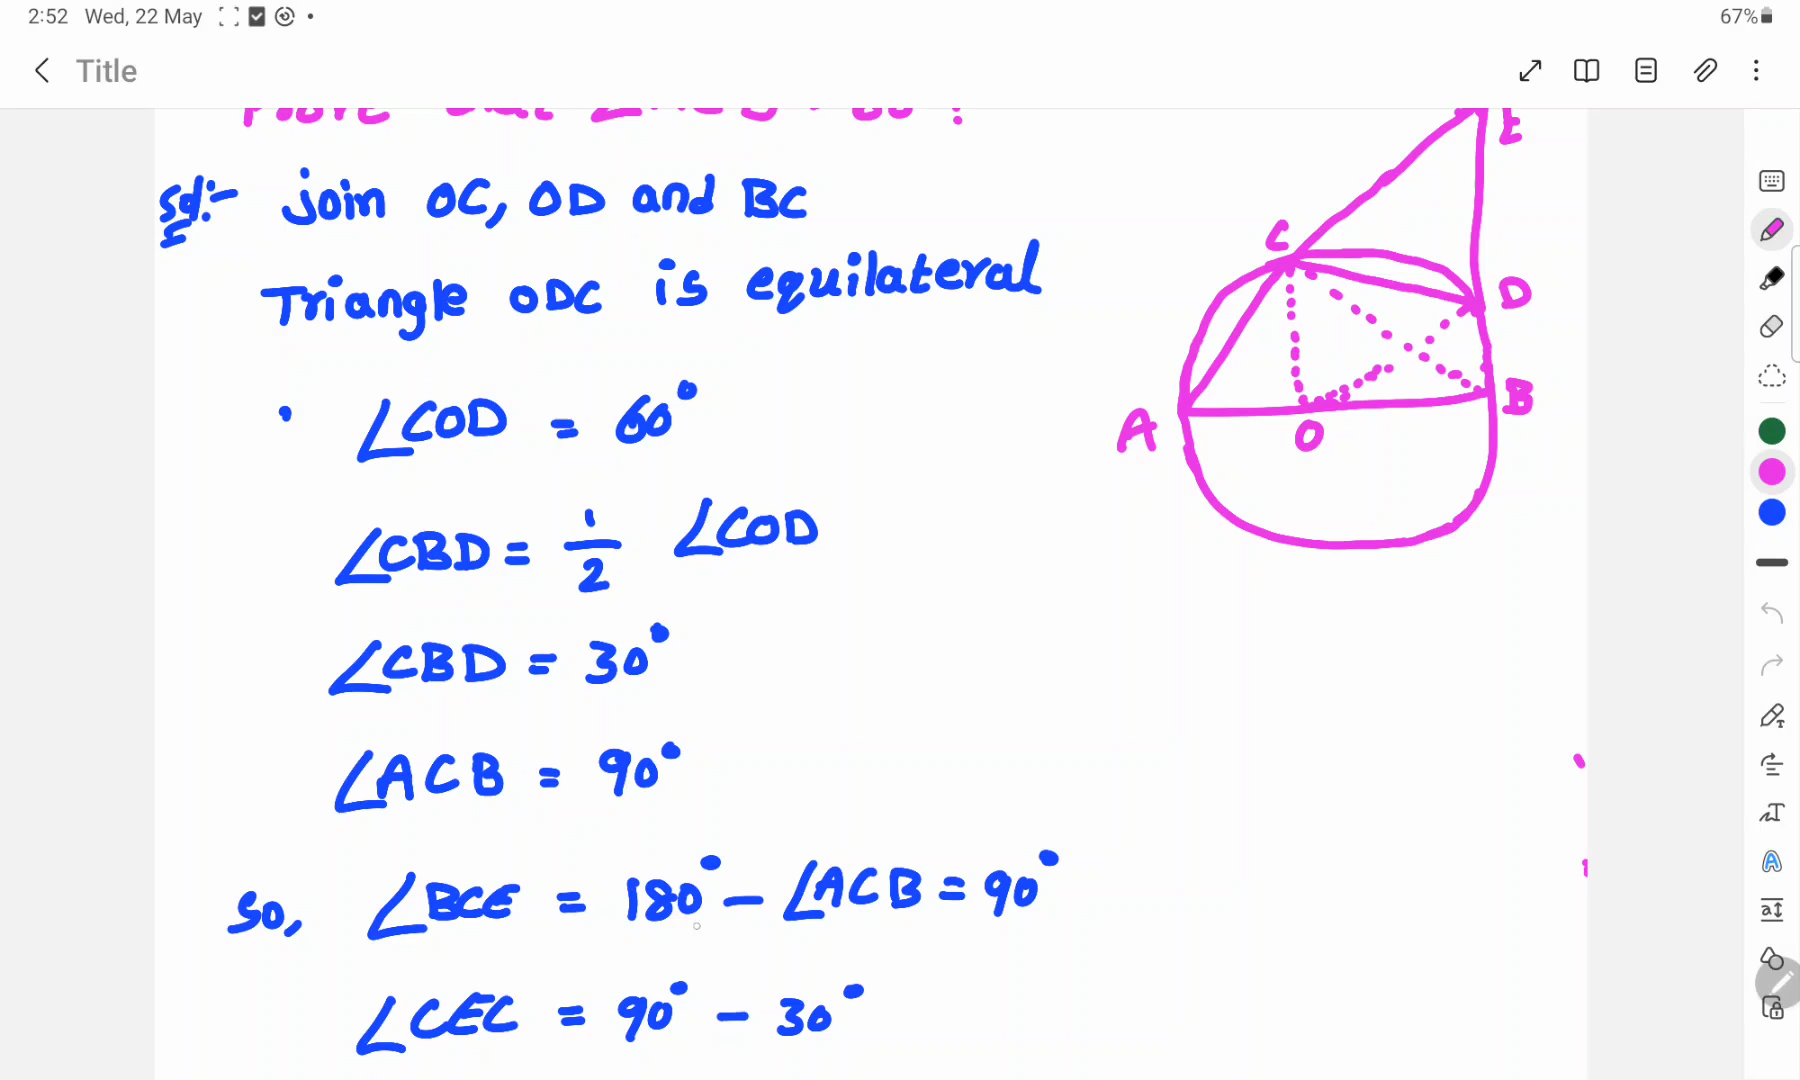 2:52 Wed, 22 May
67%
Title
E
Sol:- join OC, OD and BC
C
Triangle ODC is equilateral
D
∠COD = 60°
B
A
O
∠CBD = 1/2 ∠COD
∠CBD = 30°
∠ACB = 90°
So, ∠BCE = 180° - ∠ACB = 90°
∠CEC = 90° - 30°